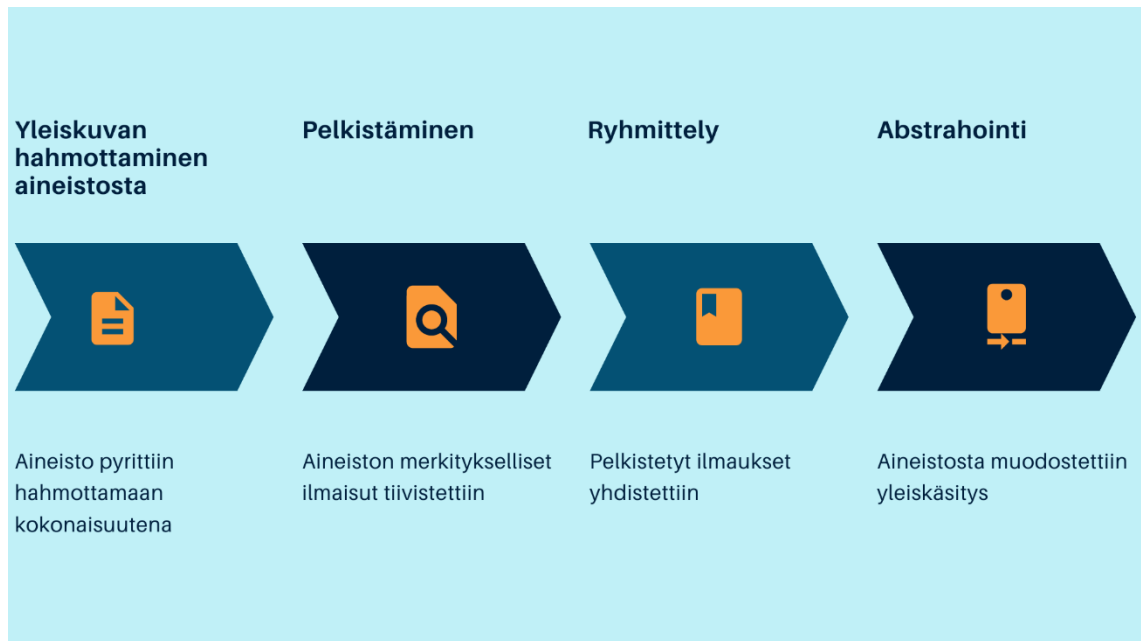 Yleiskuvan
hahmottaminen
aineistosta
Pelkistäminen
Ryhmittely
Abstrahointi
Aineisto pyrittiin
hahmottamaan
kokonaisuutena
Aineiston merkitykselliset
ilmaisut tiivistettiin
Pelkistetyt ilmaukset
yhdistettiin
Aineistosta muodostettiin
yleiskäsitys